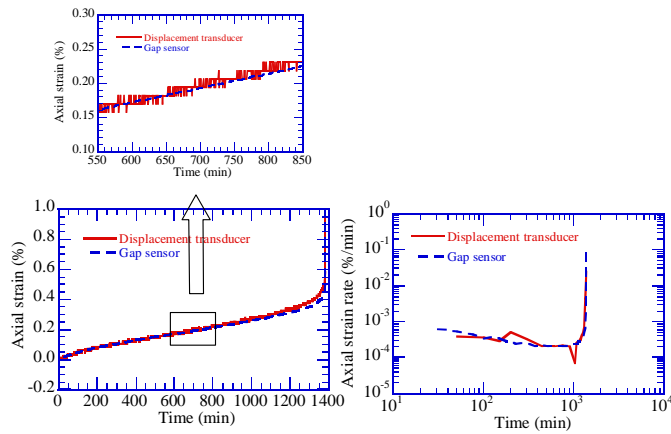 0.30
0.25
0.20
0.15
0.10
Axial strain (%)
Displacement transducer
Gap sensor
550 600 650 700 750 800 850
Time (min)
1.0
0.8
0.6
0.4
0.2
0.0
-0.2
Axial strain (%)
Displacement transducer
Gap sensor
0 200 400 600 800 1000 1200 1400
Time (min)
10^0
10^-1
10^-2
10^-3
10^-4
10^-5
Axial strain rate (%/min)
Displacement transducer
Gap sensor
10^1 10^2 10^3 10^4
Time (min)